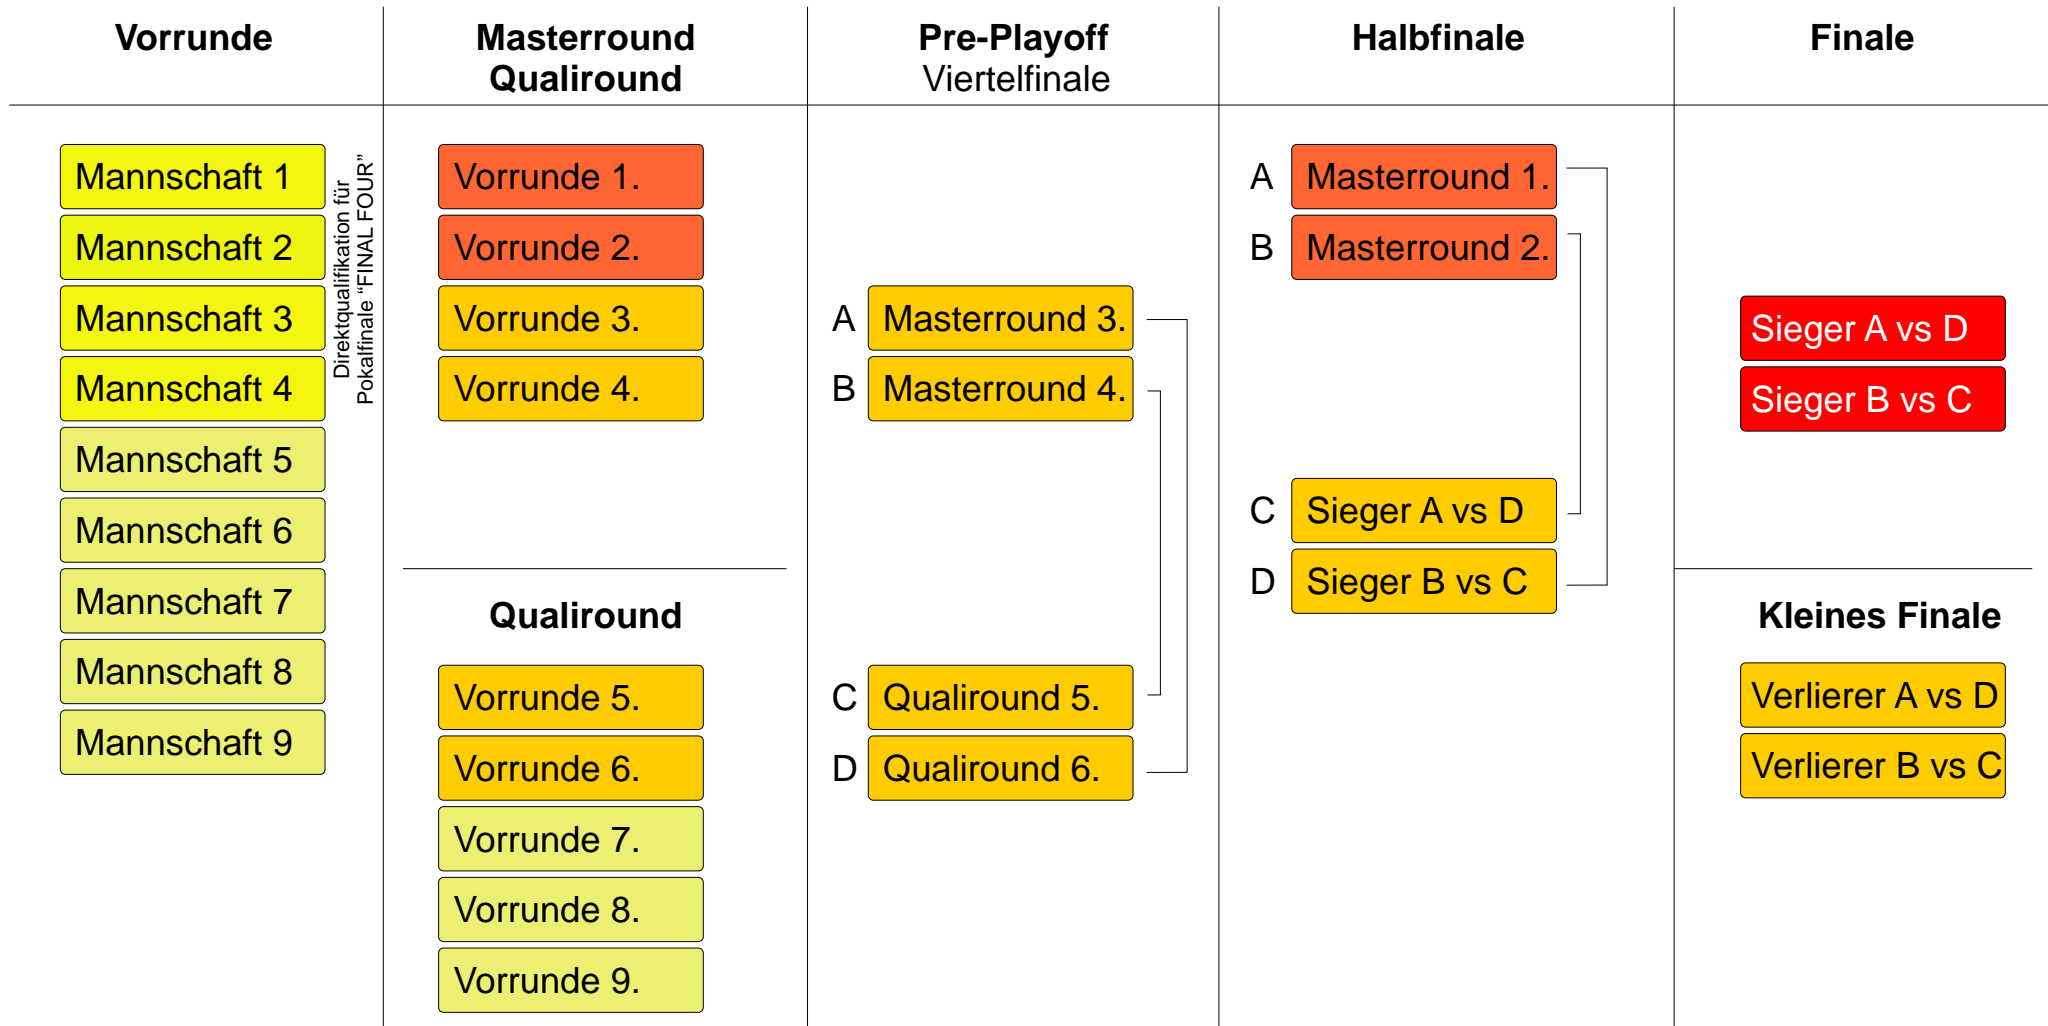 Vorrunde
Mannschaft 1
Mannschaft 2
Mannschaft 3
Mannschaft 4
Mannschaft 5
Mannschaft 6
Mannschaft 7
Mannschaft 8
Mannschaft 9
Direktqualifikation für
Pokalfinale “FINAL FOUR”
Masterround
Qualiround
Vorrunde 1.
Vorrunde 2.
Vorrunde 3.
Vorrunde 4.
Qualiround
Vorrunde 5.
Vorrunde 6.
Vorrunde 7.
Vorrunde 8.
Vorrunde 9.
Pre-Playoff
Viertelfinale
A Masterround 3.
B Masterround 4.
C Qualiround 5.
D Qualiround 6.
Halbfinale
A Masterround 1.
B Masterround 2.
C Sieger A vs D
D Sieger B vs C
Finale
Sieger A vs D
Sieger B vs C
Kleines Finale
Verlierer A vs D
Verlierer B vs C